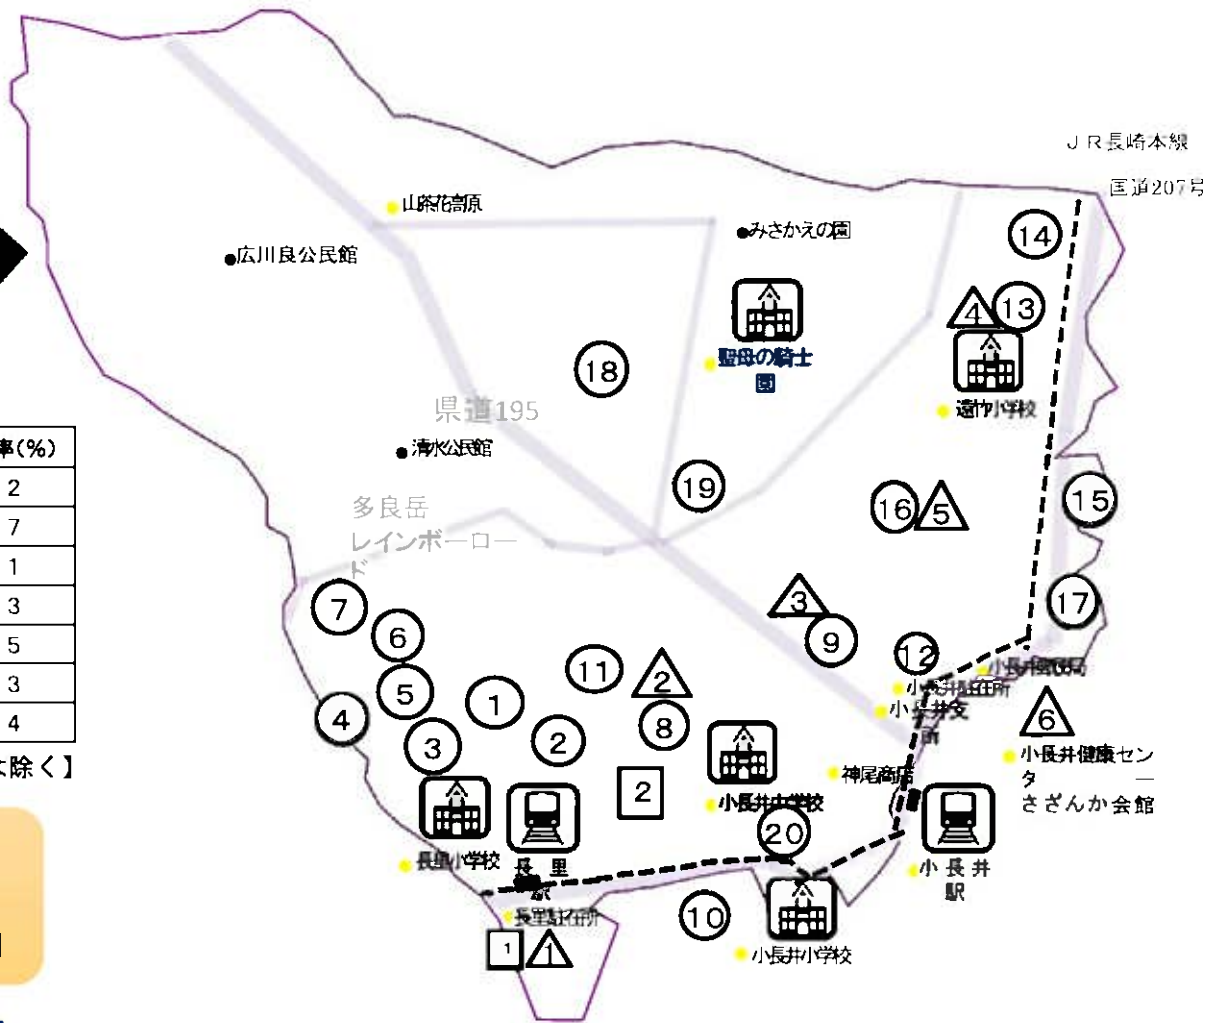 JR長崎本線
国道207号
山茶花高原
みさかえの園
広川良公民館
14
4
13
聖母の騎士
園
18
遠竹小学校
県道195
清水公民館
率(%)
2
7
1
3
5
3
4
は除く】
19
16
5
15
多良岳
レインボーロー
ド
7
6
3
9
17
12
11
2
5
1
4
3
2
8
小長井郵便局
小長井駐在所
小長井支
所
6
小長井健康セン
ター
さざんか会館
2
神尾商店
小長井中学校
20
長里小学校
長里
駅
小長井
駅
長里駐在所
10
1
1
小長井小学校